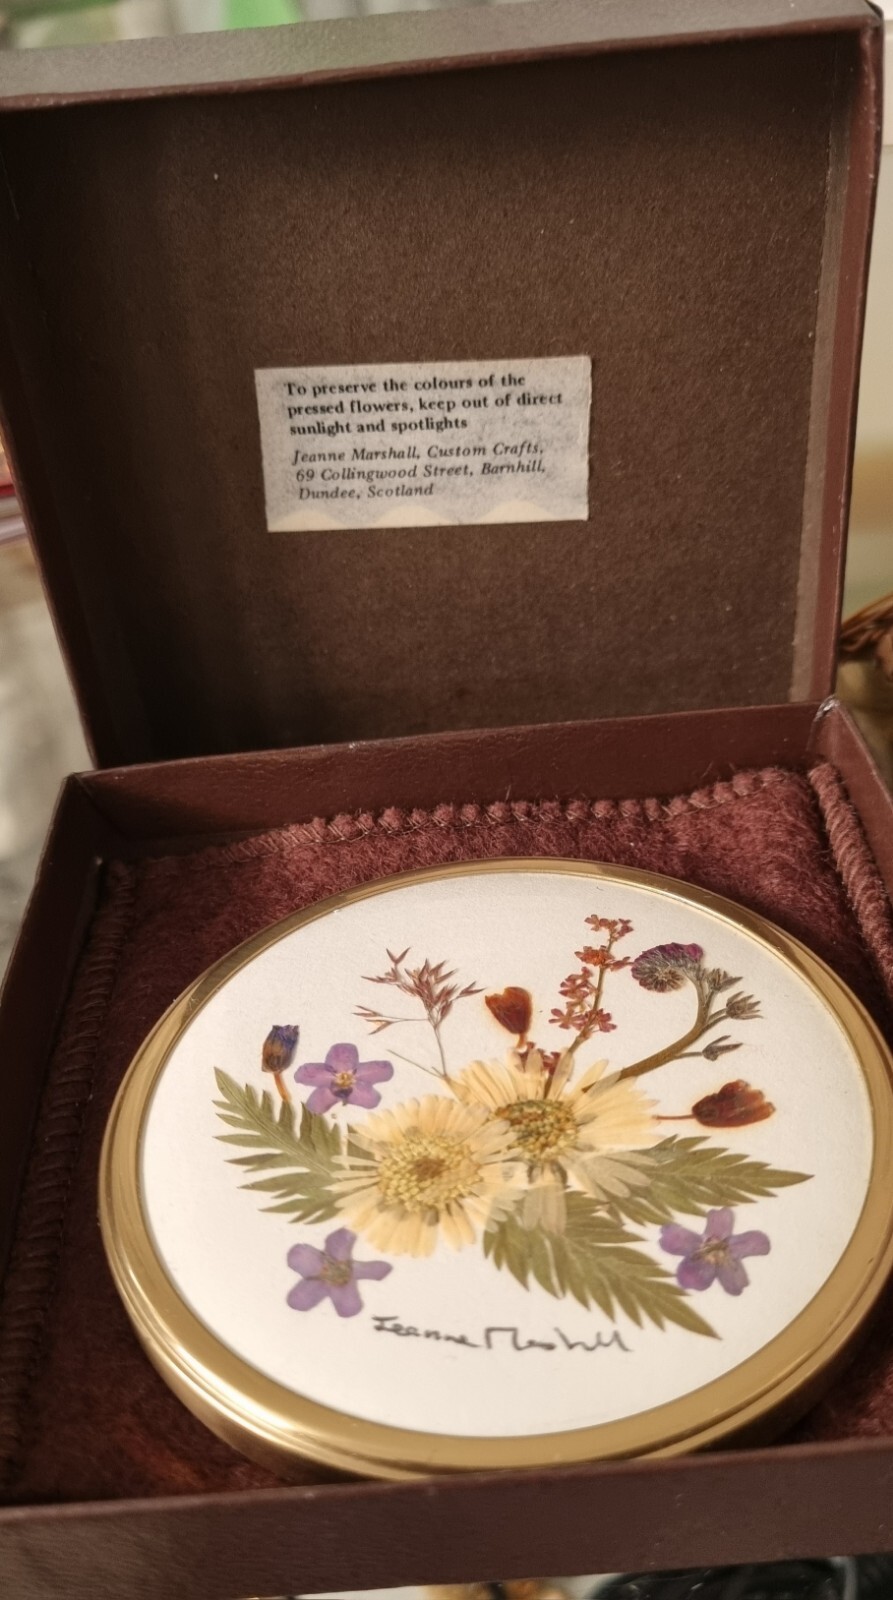 To preserve the colours of the
pressed flowers, keep out of direct
sunlight and spotlights
Jeanne Marshall, Custom Crafts,
69 Collingwood Street, Barnhill,
Dundee, Scotland
Jeanne Marshall